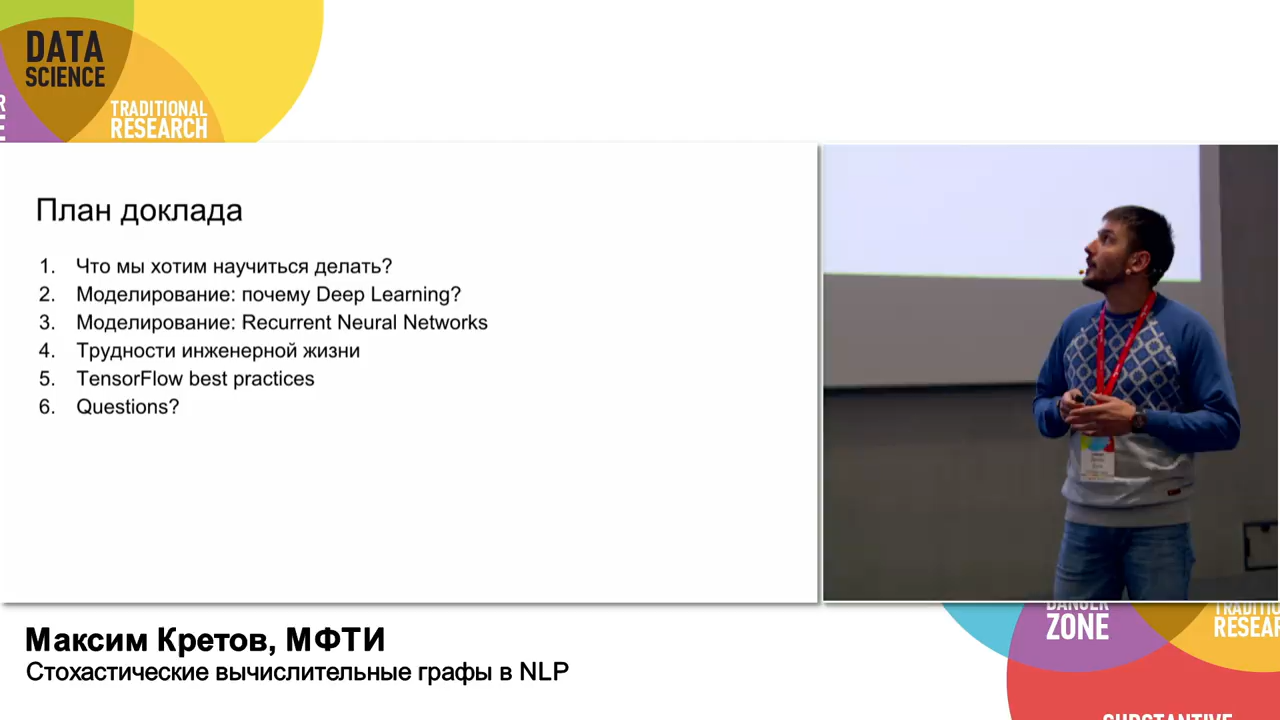 DATA
SCIENCE
TRADITIONAL
RESEARCH
План доклада
1. Что мы хотим научиться делать?
2. Моделирование: почему Deep Learning?
3. Моделирование: Recurrent Neural Networks
4. Трудности инженерной жизни
5. TensorFlow best practices
6. Questions?
Максим Кретов, МФТИ
Стохастические вычислительные графы в NLP
DANGER
ZONE
SUBSTANTIVE